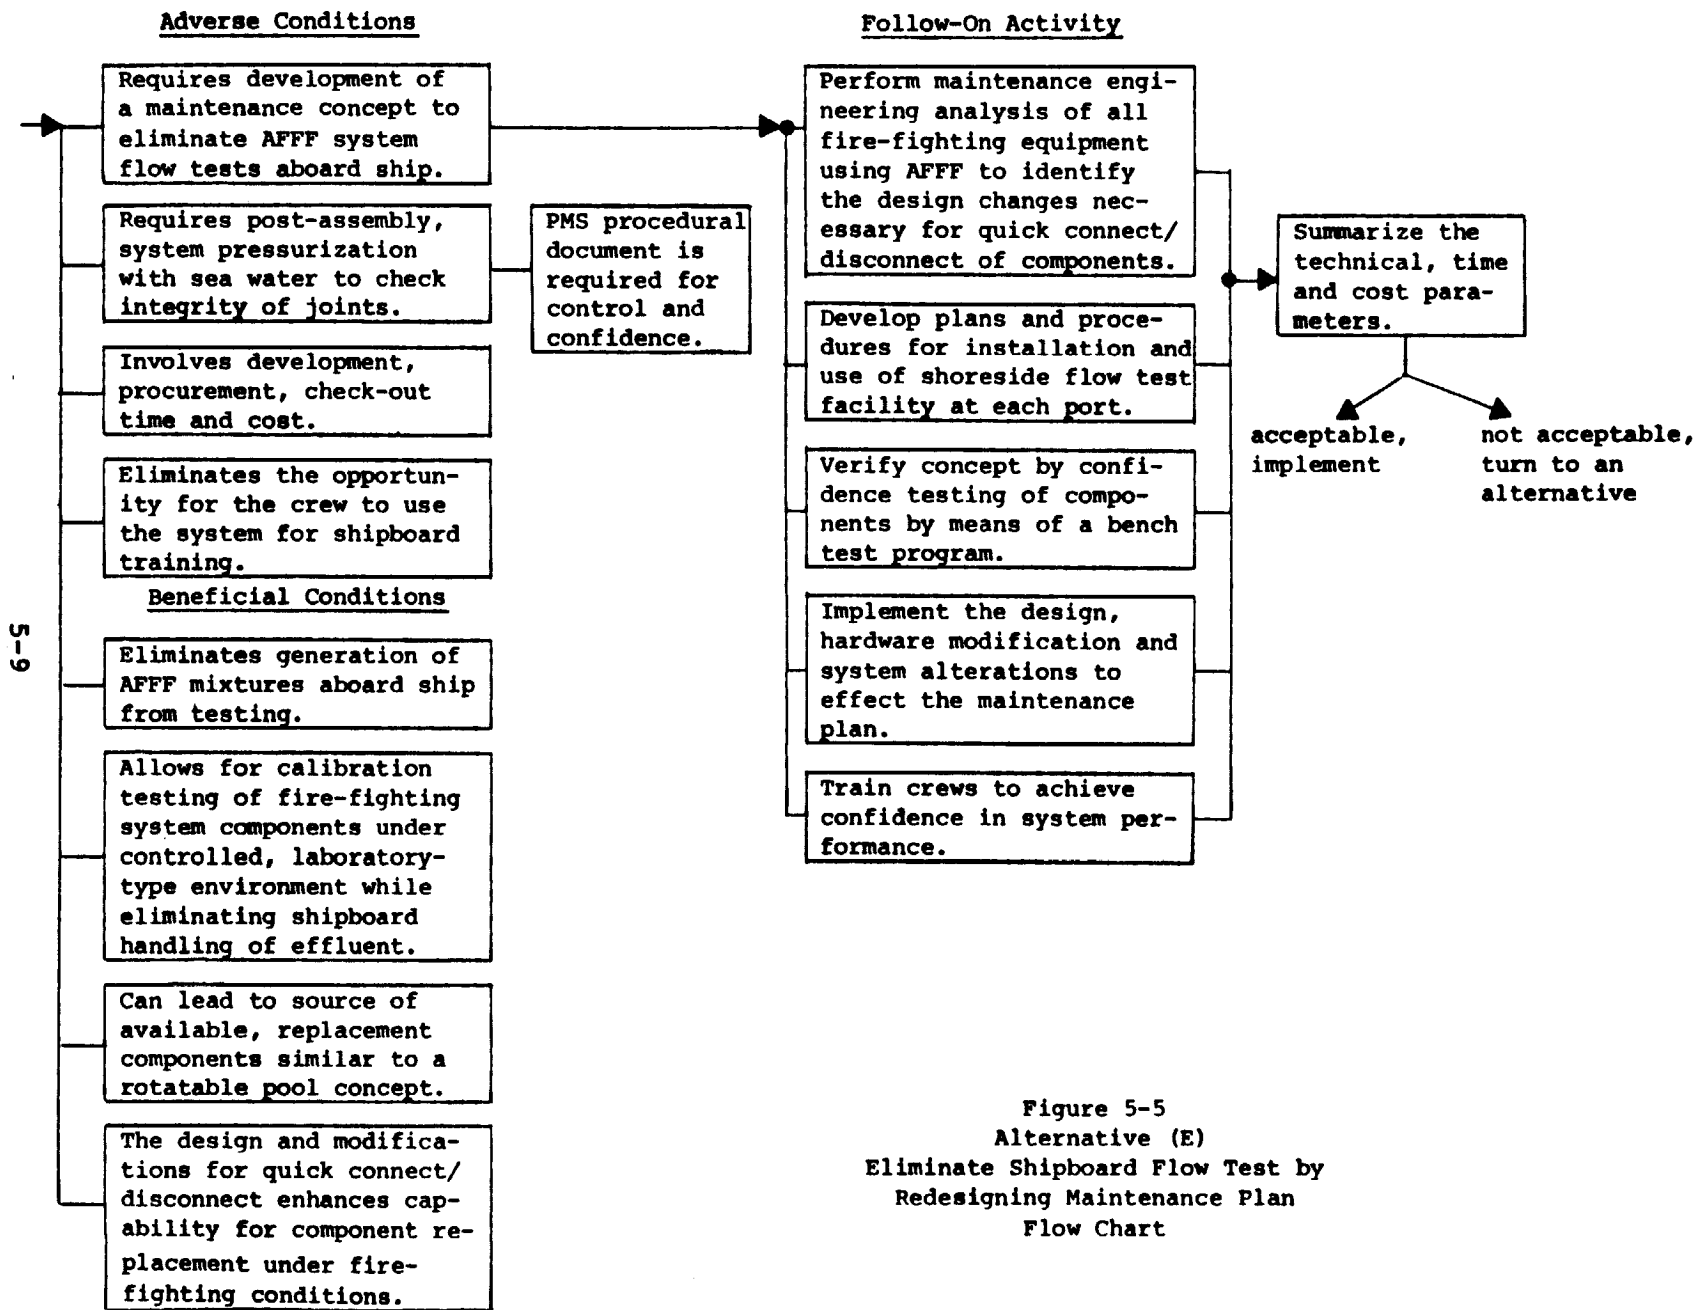 Adverse Conditions
Requires development of
a maintenance concept to
eliminate AFFF system
flow tests aboard ship.
Requires post-assembly,
system pressurization
with sea water to check
integrity of joints.
PMS procedural
document is
required for
control and
confidence.
Involves development,
procurement, check-out
time and cost.
Eliminates the opportun-
ity for the crew to use
the system for shipboard
training.
Beneficial Conditions
Eliminates generation of
AFFF mixtures aboard ship
from testing.
Allows for calibration
testing of fire-fighting
system components under
controlled, laboratory-
type environment while
eliminating shipboard
handling of effluent.
Can lead to source of
available, replacement
components similar to a
rotatable pool concept.
The design and modifica-
tions for quick connect/
disconnect enhances cap-
ability for component re-
placement under fire-
fighting conditions.
Follow-On Activity
Perform maintenance engi-
neering analysis of all
fire-fighting equipment
using AFFF to identify
the design changes nec-
essary for quick connect/
disconnect of components.
Develop plans and proce-
dures for installation and
use of shoreside flow test
facility at each port.
Verify concept by confi-
dence testing of compo-
nents by means of a bench
test program.
Implement the design,
hardware modification and
system alterations to
effect the maintenance
plan.
Train crews to achieve
confidence in system per-
formance.
Summarize the
technical, time
and cost para-
meters.
acceptable,
implement
not acceptable,
turn to an
alternative
Figure 5-5
Alternative (E)
Eliminate Shipboard Flow Test by
Redesigning Maintenance Plan
Flow Chart
5-9